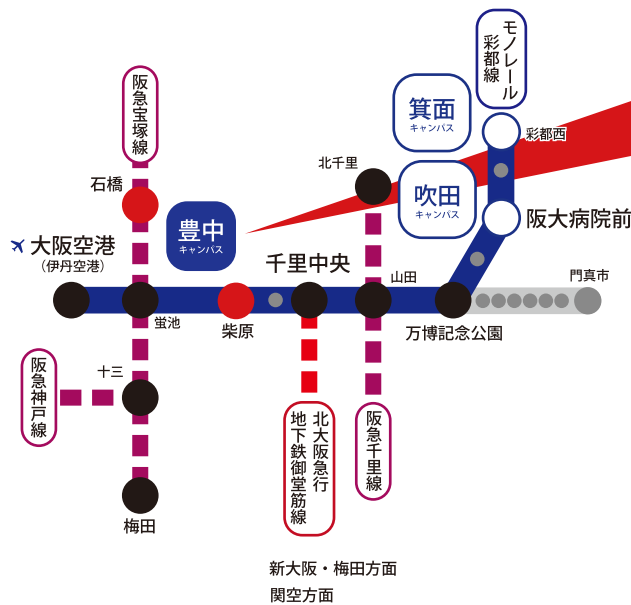 モノレール
彩都線
阪急宝塚線
箕面
キャンパス
彩都西
北千里
石橋
吹田
キャンパス
豊中
キャンパス
阪大病院前
大阪空港
（伊丹空港）
千里中央
山田
門真市
蛍池
柴原
万博記念公園
十三
阪急神戸線
北大阪急行
地下鉄御堂筋線
阪急千里線
梅田
新大阪・梅田方面
関空方面